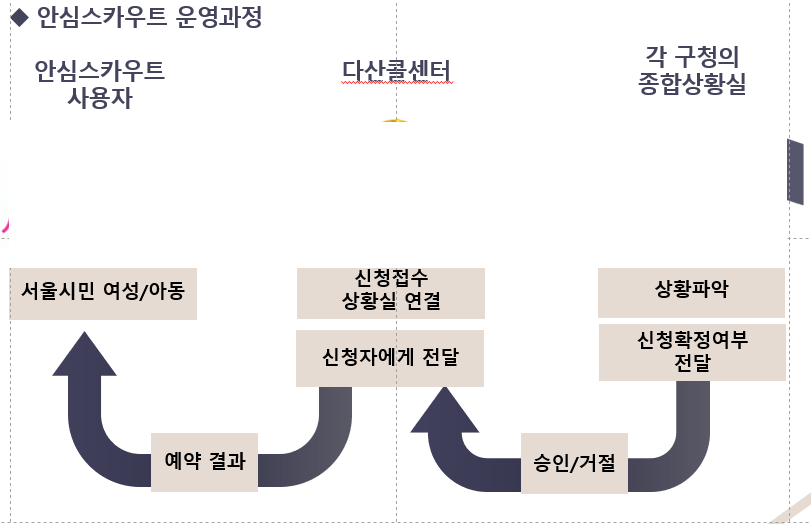 ◆ 안심스카우트 운영과정
안심스카우트
사용자
다산콜센터
각 구청의
종합상황실
서울시민 여성/아동
신청접수
상황실 연결
상황파악
신청자에게 전달
신청확정여부
전달
예약 결과
승인/거절